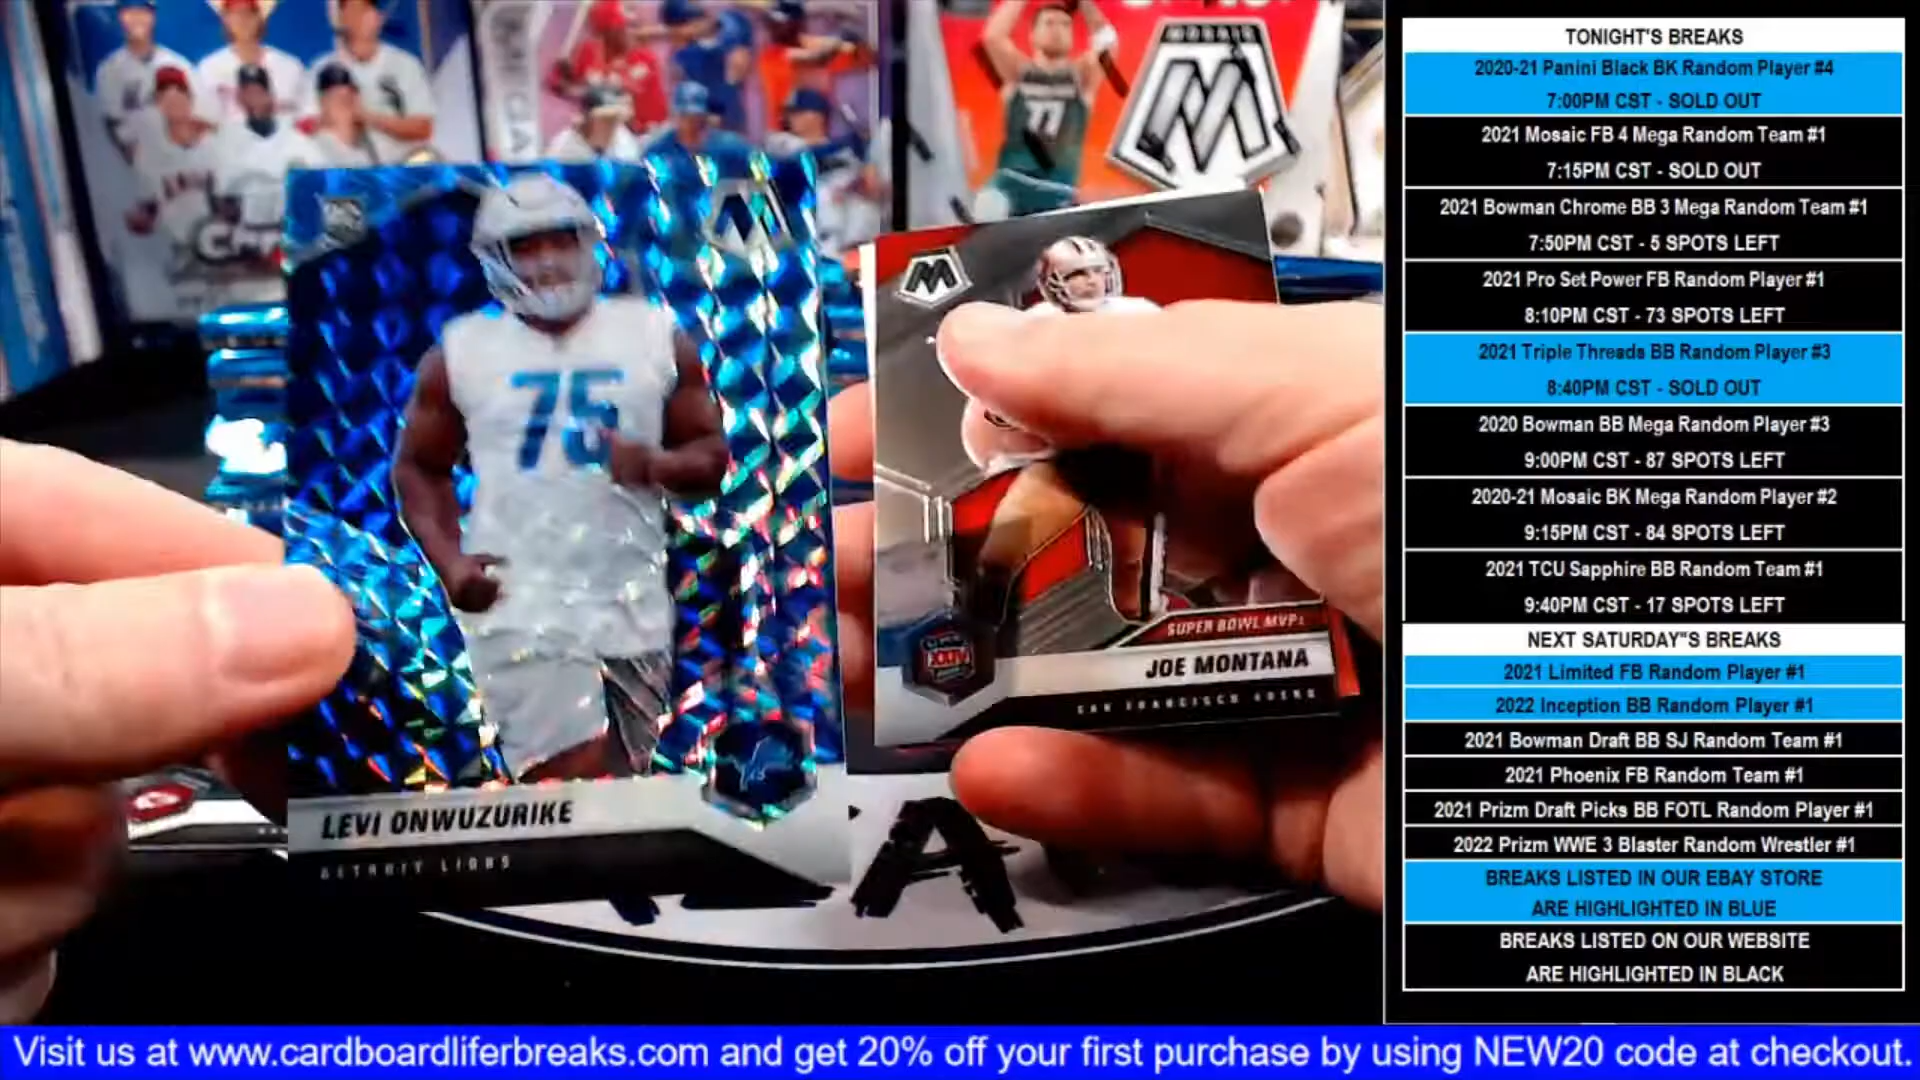 MOSAIC
77
75
LEVI ONWUZURIKE
DETROIT LIONS
SUPER BOWL MVPs
XXIV
JOE MONTANA
SAN FRANCISCO 49ERS
TONIGHT'S BREAKS
2020-21 Panini Black BK Random Player #4
7:00PM CST - SOLD OUT
2021 Mosaic FB 4 Mega Random Team #1
7:15PM CST - SOLD OUT
2021 Bowman Chrome BB 3 Mega Random Team #1
7:50PM CST - 5 SPOTS LEFT
2021 Pro Set Power FB Random Player #1
8:10PM CST - 73 SPOTS LEFT
2021 Triple Threads BB Random Player #3
8:40PM CST - SOLD OUT
2020 Bowman BB Mega Random Player #3
9:00PM CST - 87 SPOTS LEFT
2020-21 Mosaic BK Mega Random Player #2
9:15PM CST - 84 SPOTS LEFT
2021 TCU Sapphire BB Random Team #1
9:40PM CST - 17 SPOTS LEFT
NEXT SATURDAY"S BREAKS
2021 Limited FB Random Player #1
2022 Inception BB Random Player #1
2021 Bowman Draft BB SJ Random Team #1
2021 Phoenix FB Random Team #1
2021 Prizm Draft Picks BB FOTL Random Player #1
2022 Prizm WWE 3 Blaster Random Wrestler #1
BREAKS LISTED IN OUR EBAY STORE
ARE HIGHLIGHTED IN BLUE
BREAKS LISTED ON OUR WEBSITE
ARE HIGHLIGHTED IN BLACK
Visit us at www.cardboardliferbreaks.com and get 20% off your first purchase by using NEW20 code at checkout.